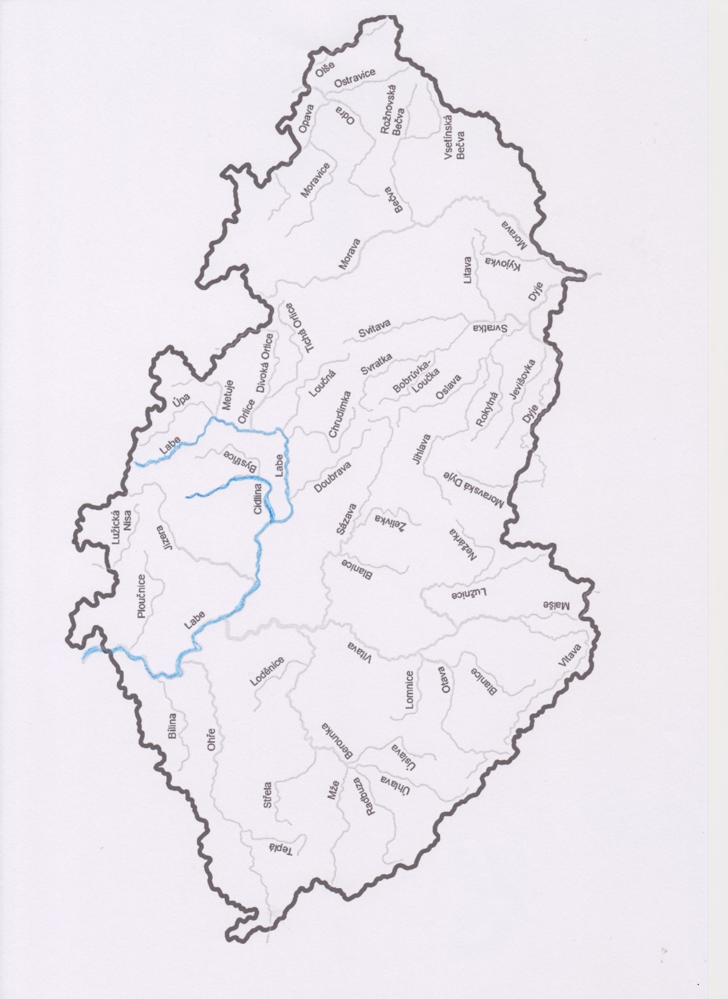 Olše
Ostravice
Opava
Odra
Rožnovská
Bečva
Vsetínská
Bečva
Moravice
Bečva
Morava
Morava
Kyjovka
Litava
Dyje
Tichá Orlice
Divoká Orlice
Svitava
Svratka
Svratka
Bobrůvka-
Loučka
Oslava
Jevišovka
Rokytná
Dyje
Loučná
Chrudimka
Metuje
Orlice
Úpa
Labe
Bystřice
Labe
Cidlina
Doubrava
Jihlava
Moravská Dyje
Lužická
Nisa
Jizera
Sázava
Želivka
Nežárka
Blanice
Lužnice
Malše
Ploučnice
Labe
Vltava
Vltava
Loděnice
Lomnice
Otava
Blanice
Bílina
Ohře
Berounka
Úslava
Úhlava
Střela
Mže
Radbuza
Teplá